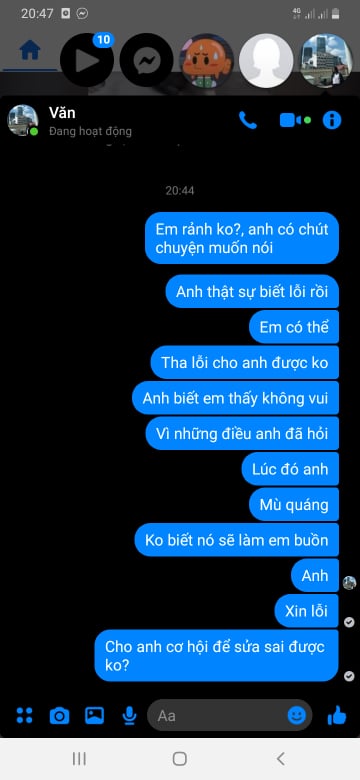 20:47
4G
10
Văn
Đang hoạt động
20:44
Em rảnh ko?, anh có chút
chuyện muốn nói
Anh thật sự biết lỗi rồi
Em có thể
Tha lỗi cho anh được ko
Anh biết em thấy không vui
Vì những điều anh đã hỏi
Lúc đó anh
Mù quáng
Ko biết nó sẽ làm em buồn
Anh
Xin lỗi
Cho anh cơ hội để sửa sai được
ko?
Aa